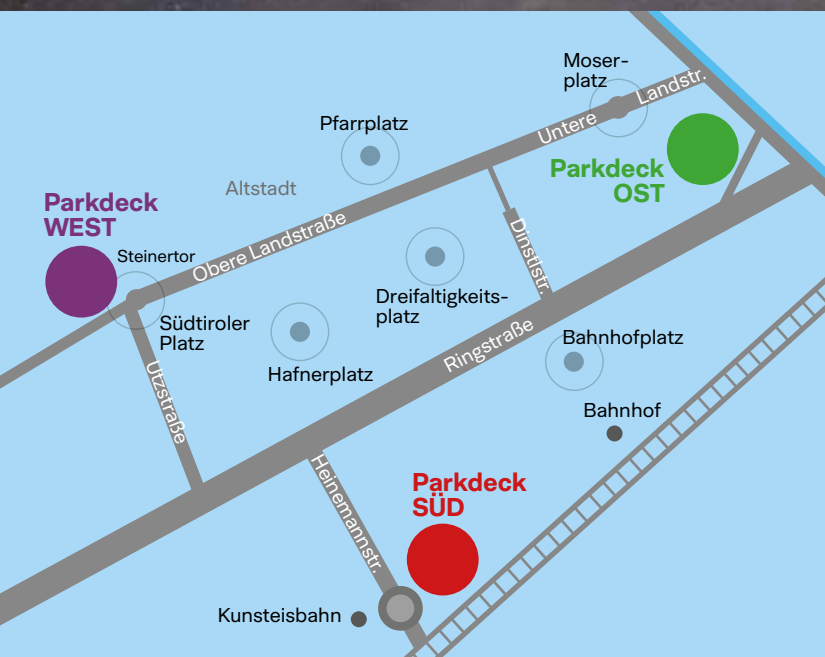 Moser-
platz
Untere Landstr.
Pfarrplatz
Parkdeck
OST
Altstadt
Parkdeck
WEST
Steinertor
Obere Landstraße
Dinstlstr.
Dreifaltigkeits-
platz
Südtiroler
Platz
Hafnerplatz
Ringstraße
Bahnhofplatz
Utzstraße
Bahnhof
Heinemannstr.
Parkdeck
SÜD
Kunsteisbahn